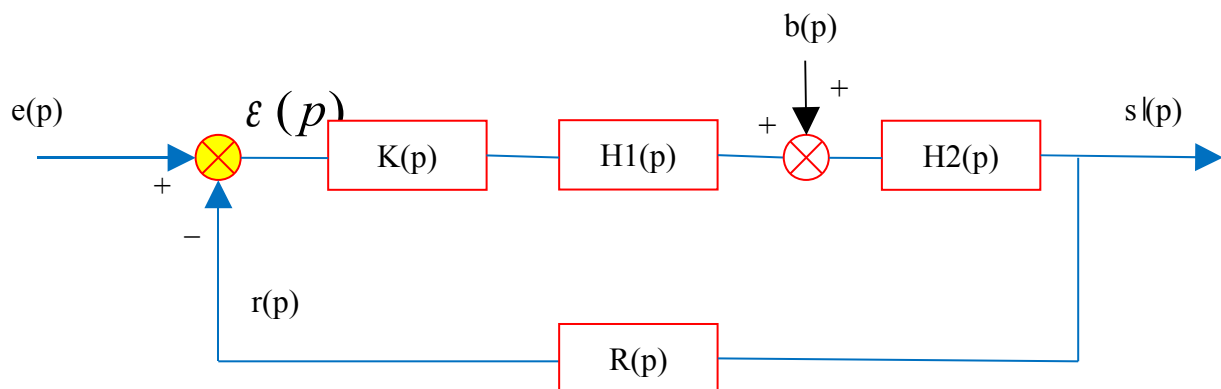 b(p)
e(p)
ε (p)
+
+
s|(p)
K(p)
H1(p)
H2(p)
+
−
r(p)
R(p)